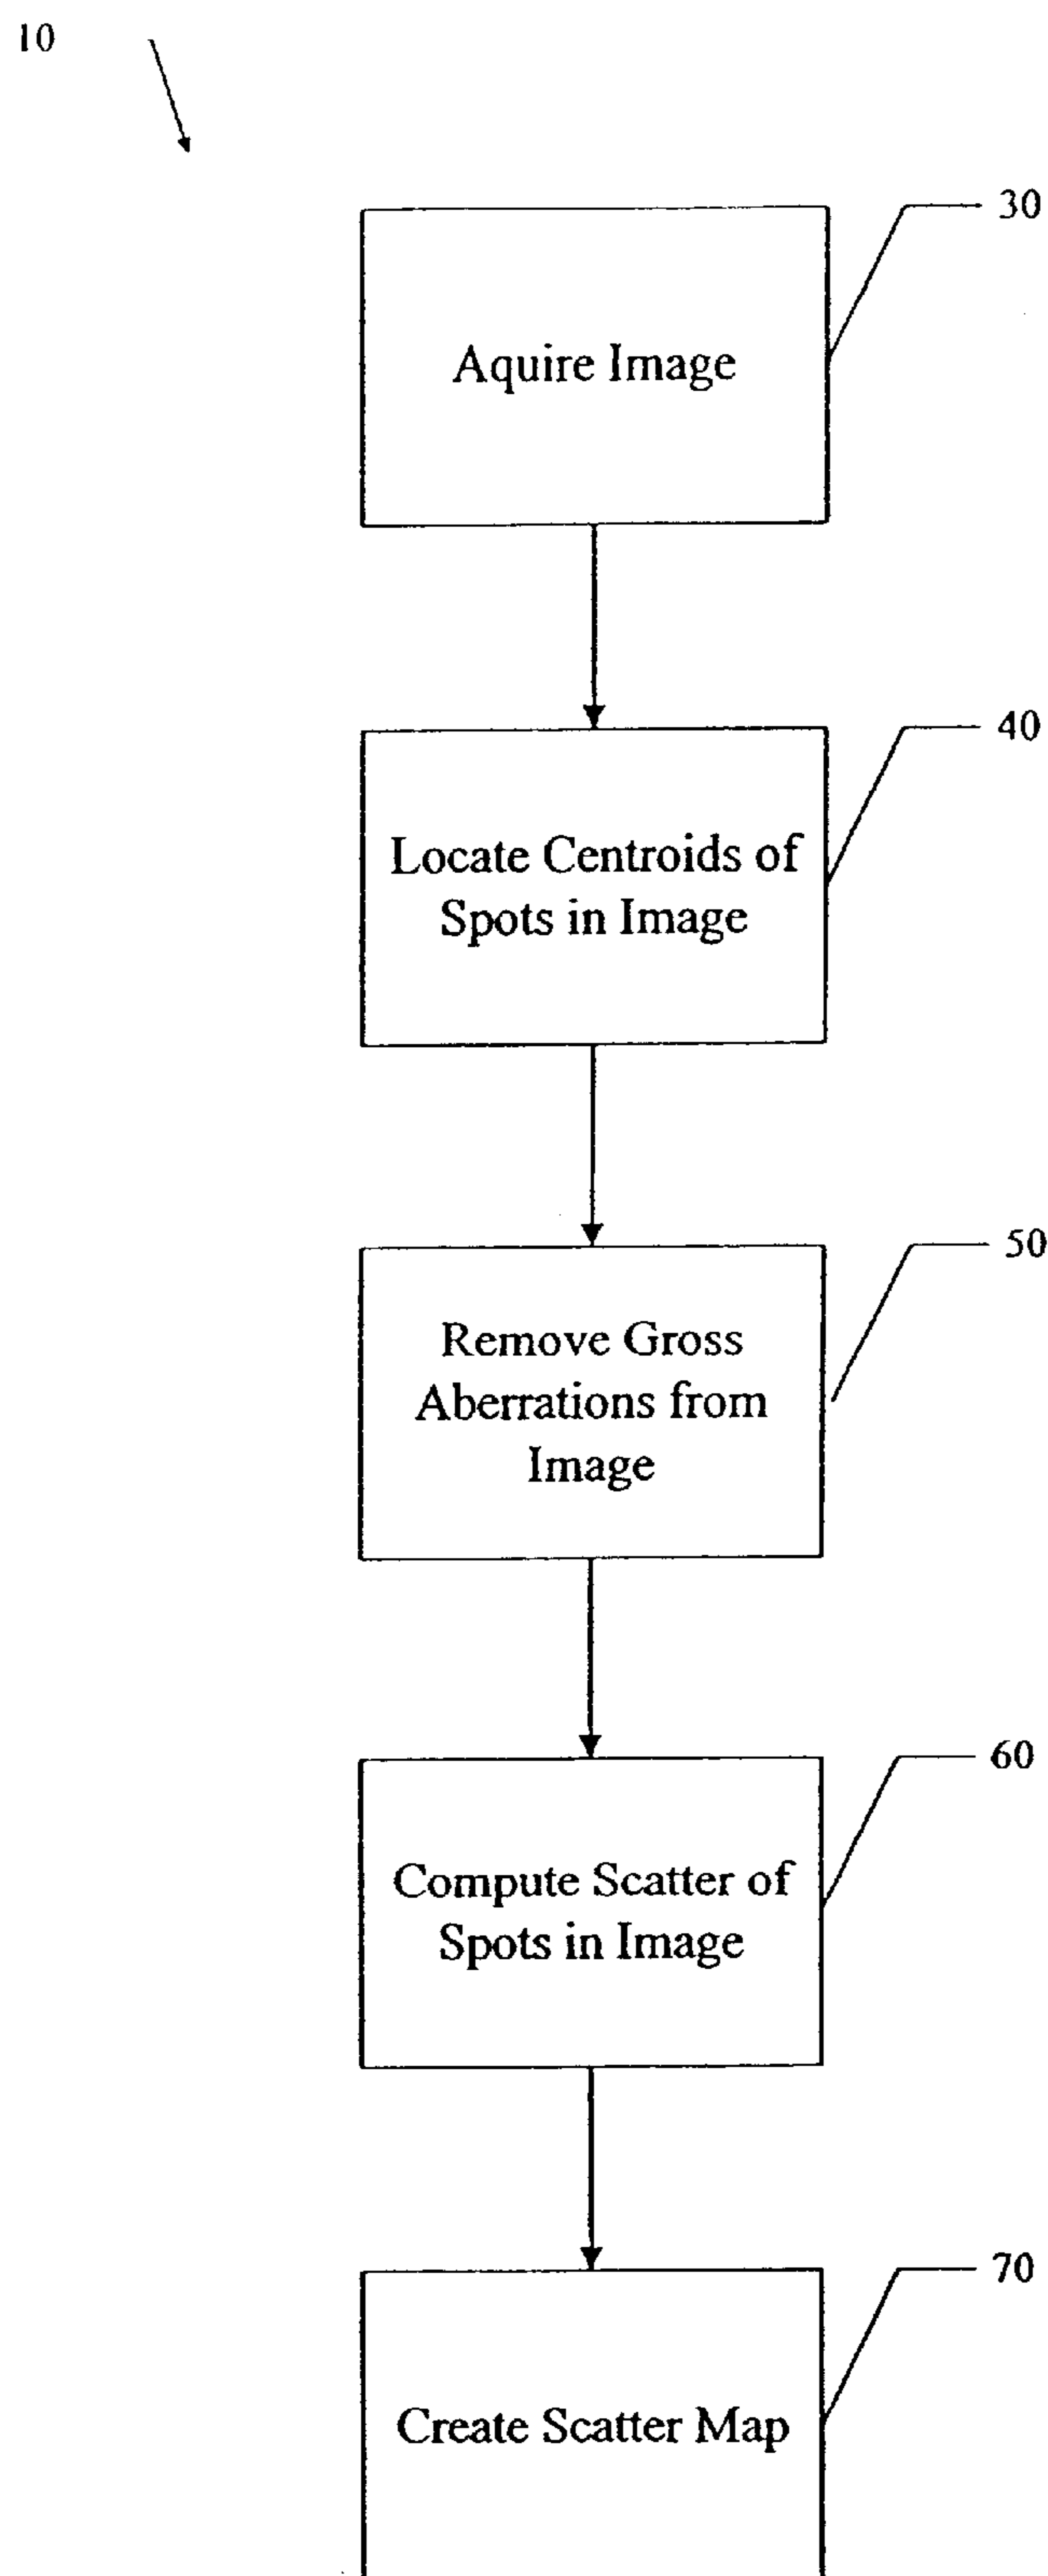 10
30
Aquire Image
40
Locate Centroids of
Spots in Image
50
Remove Gross
Aberrations from
Image
60
Compute Scatter of
Spots in Image
70
Create Scatter Map